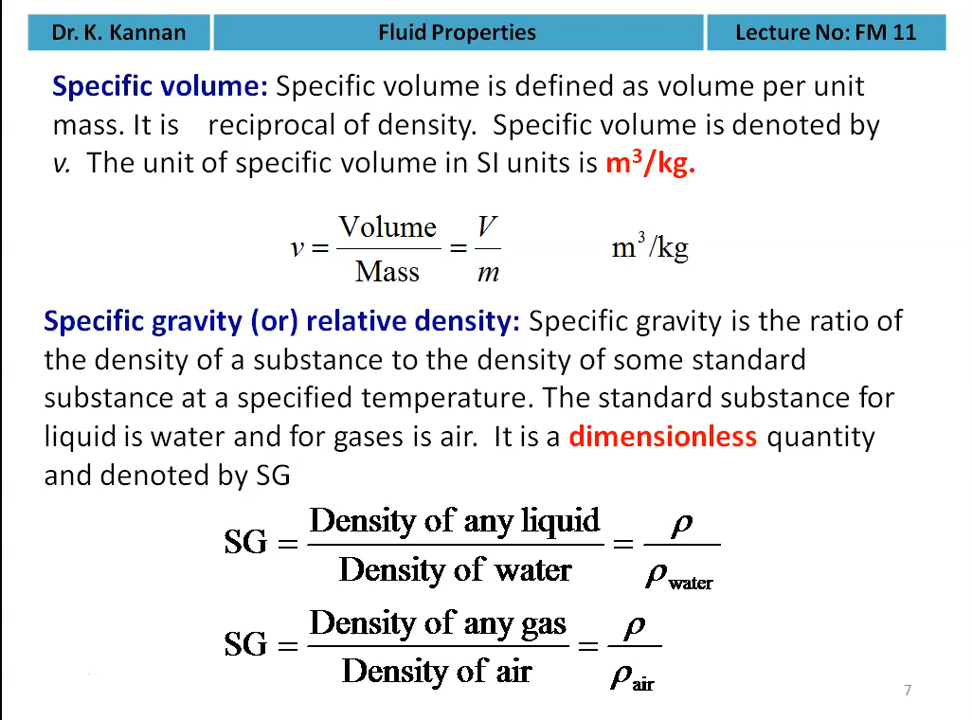 Dr. K. Kannan Fluid Properties Lecture No: FM 11
Specific volume: Specific volume is defined as volume per unit
mass. It is reciprocal of density. Specific volume is denoted by
v. The unit of specific volume in SI units is m³/kg.
v = Volume / Mass = V / m m³/kg
Specific gravity (or) relative density: Specific gravity is the ratio of
the density of a substance to the density of some standard
substance at a specified temperature. The standard substance for
liquid is water and for gases is air. It is a dimensionless quantity
and denoted by SG
SG = Density of any liquid / Density of water = ρ / ρ_water
SG = Density of any gas / Density of air = ρ / ρ_air
7